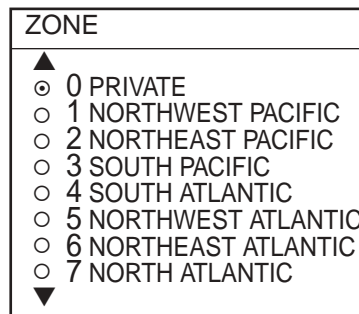 ZONE
0 PRIVATE
1 NORTHWEST PACIFIC
2 NORTHEAST PACIFIC
3 SOUTH PACIFIC
4 SOUTH ATLANTIC
5 NORTHWEST ATLANTIC
6 NORTHEAST ATLANTIC
7 NORTH ATLANTIC